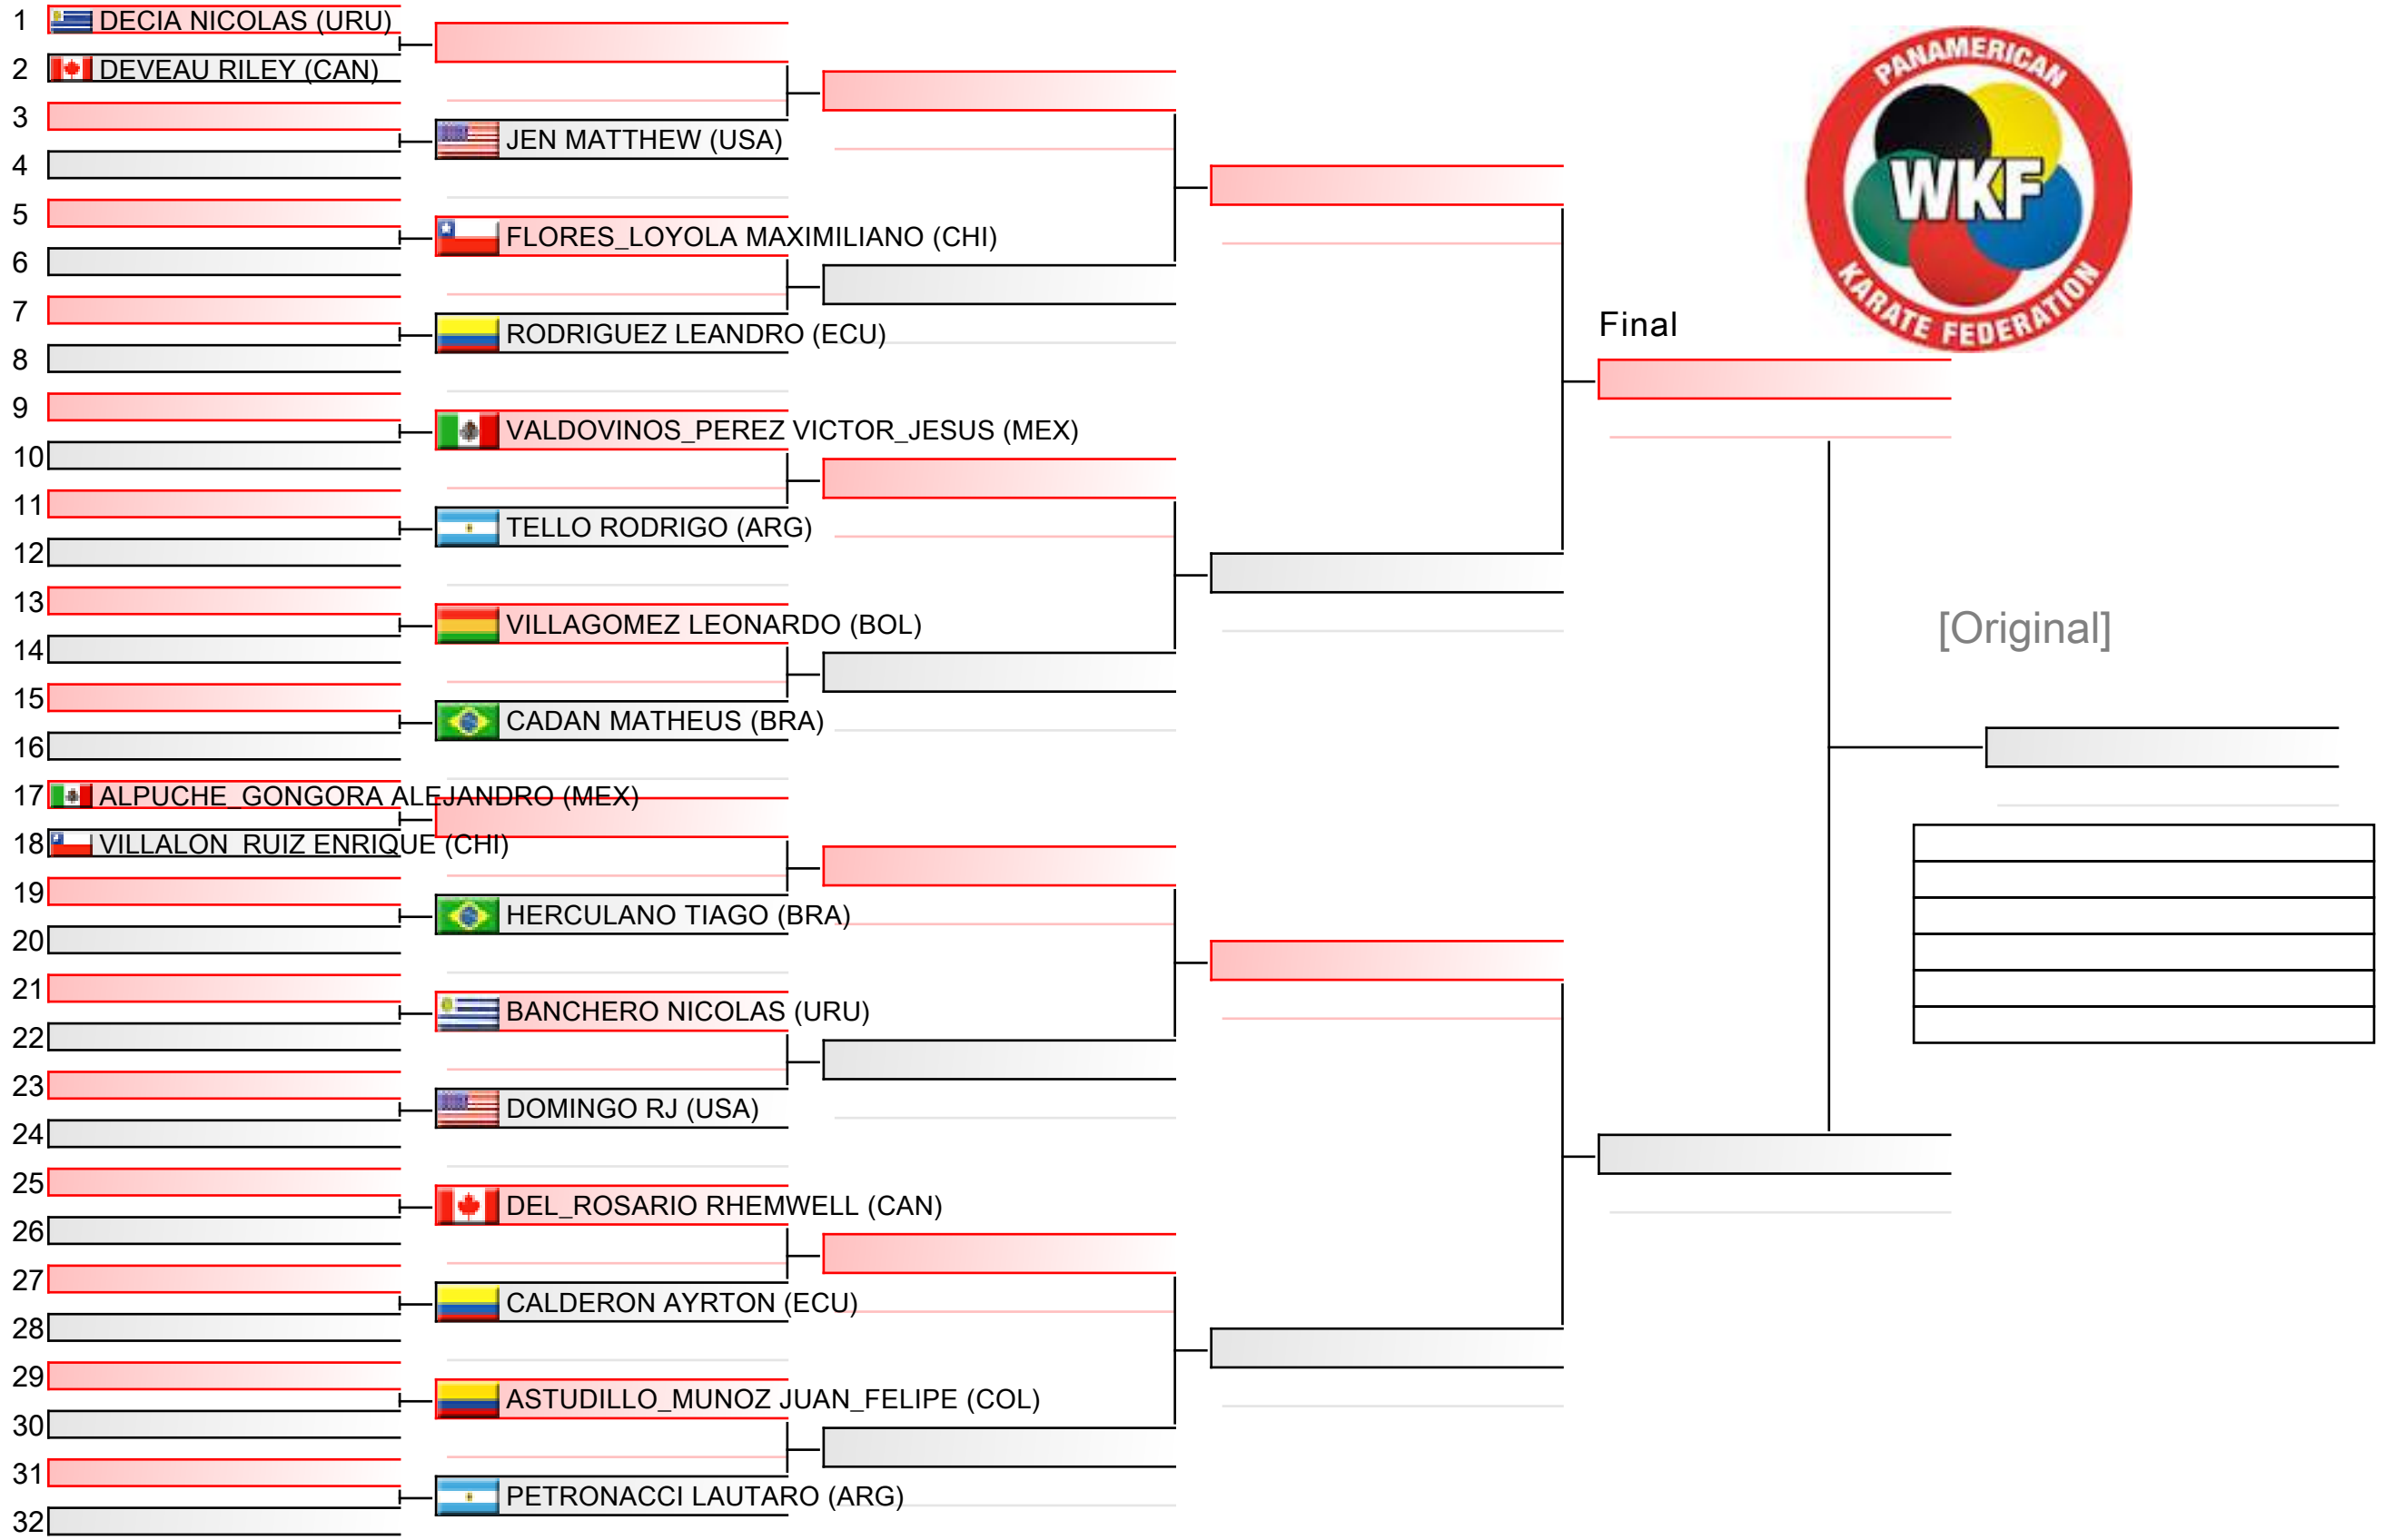 1 DECIA NICOLAS (URU)
2 DEVEAU RILEY (CAN)
3
JEN MATTHEW (USA)
4
5
FLORES_LOYOLA MAXIMILIANO (CHI)
6
7
RODRIGUEZ LEANDRO (ECU)
8
9
VALDOVINOS_PEREZ VICTOR_JESUS (MEX)
10
11
TELLO RODRIGO (ARG)
12
13
VILLAGOMEZ LEONARDO (BOL)
14
15
CADAN MATHEUS (BRA)
16
17 ALPUCHE_GONGORA ALEJANDRO (MEX)
18 VILLALON_RUIZ ENRIQUE (CHI)
19
HERCULANO TIAGO (BRA)
20
21
BANCHERO NICOLAS (URU)
22
23
DOMINGO RJ (USA)
24
25
DEL_ROSARIO RHEMWELL (CAN)
26
27
CALDERON AYRTON (ECU)
28
29
ASTUDILLO_MUNOZ JUAN_FELIPE (COL)
30
31
PETRONACCI LAUTARO (ARG)
32
Final
PANAMERICAN
WKF
KARATE FEDERATION
[Original]